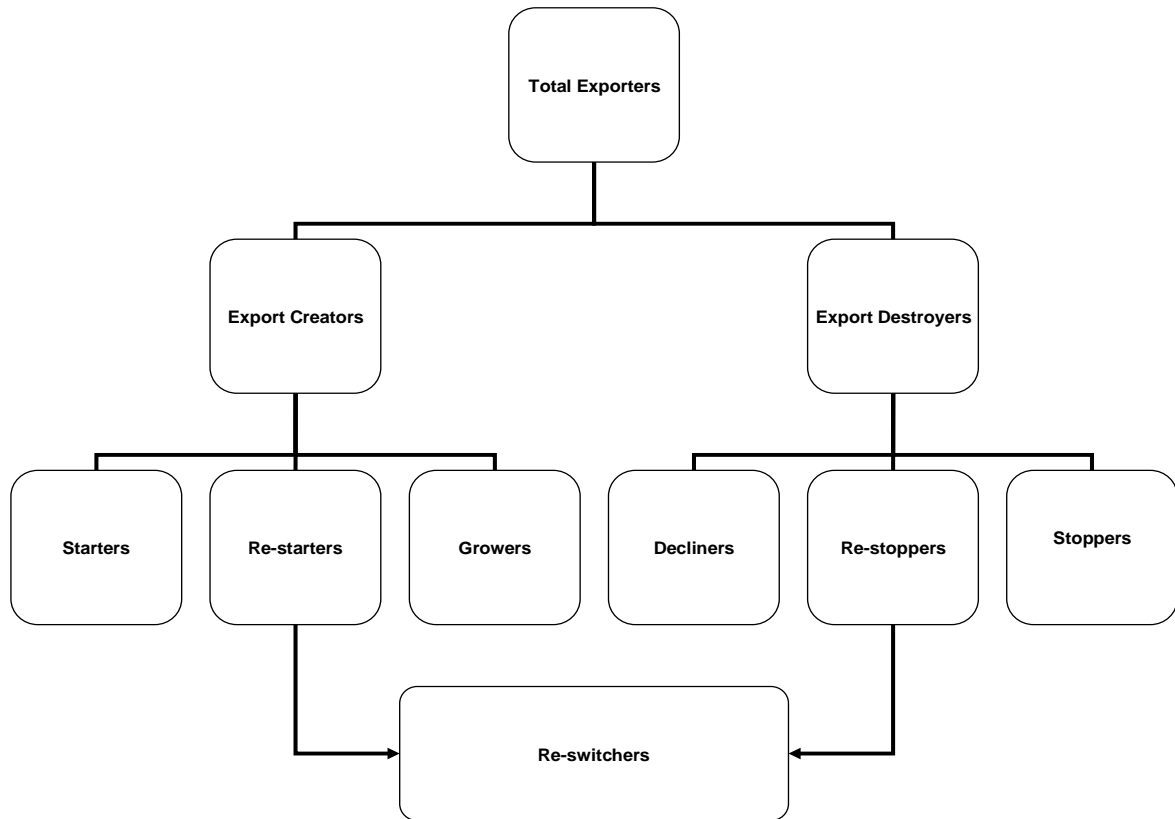 Total Exporters
Export Creators
Export Destroyers
Starters
Re-starters
Growers
Decliners
Re-stoppers
Stoppers
Re-switchers